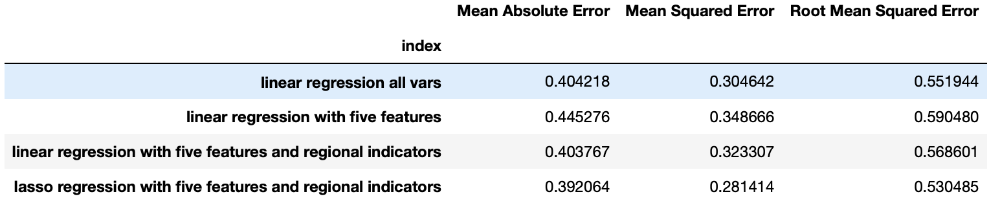 Mean Absolute Error Mean Squared Error Root Mean Squared Error
index
linear regression all vars 0.404218 0.304642 0.551944
linear regression with five features 0.445276 0.348666 0.590480
linear regression with five features and regional indicators 0.403767 0.323307 0.568601
lasso regression with five features and regional indicators 0.392064 0.281414 0.530485